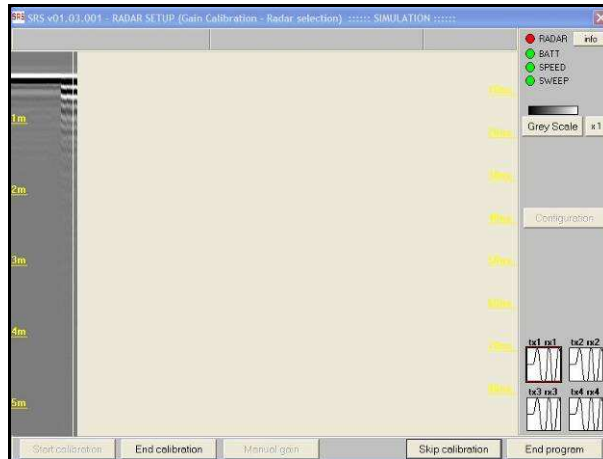 SRS SRS v01.03.001 - RADAR SETUP (Gain Calibration - Radar selection) :::::: SIMULATION ::::::
RADAR info
BATT
SPEED
SWEEP
Grey Scale x1
1m
2m
Configuration
3m
4m
tx1 rx1 tx2 rx2
tx3 rx3 tx4 rx4
5m
Start calibration End calibration Manual gain Skip calibration End program